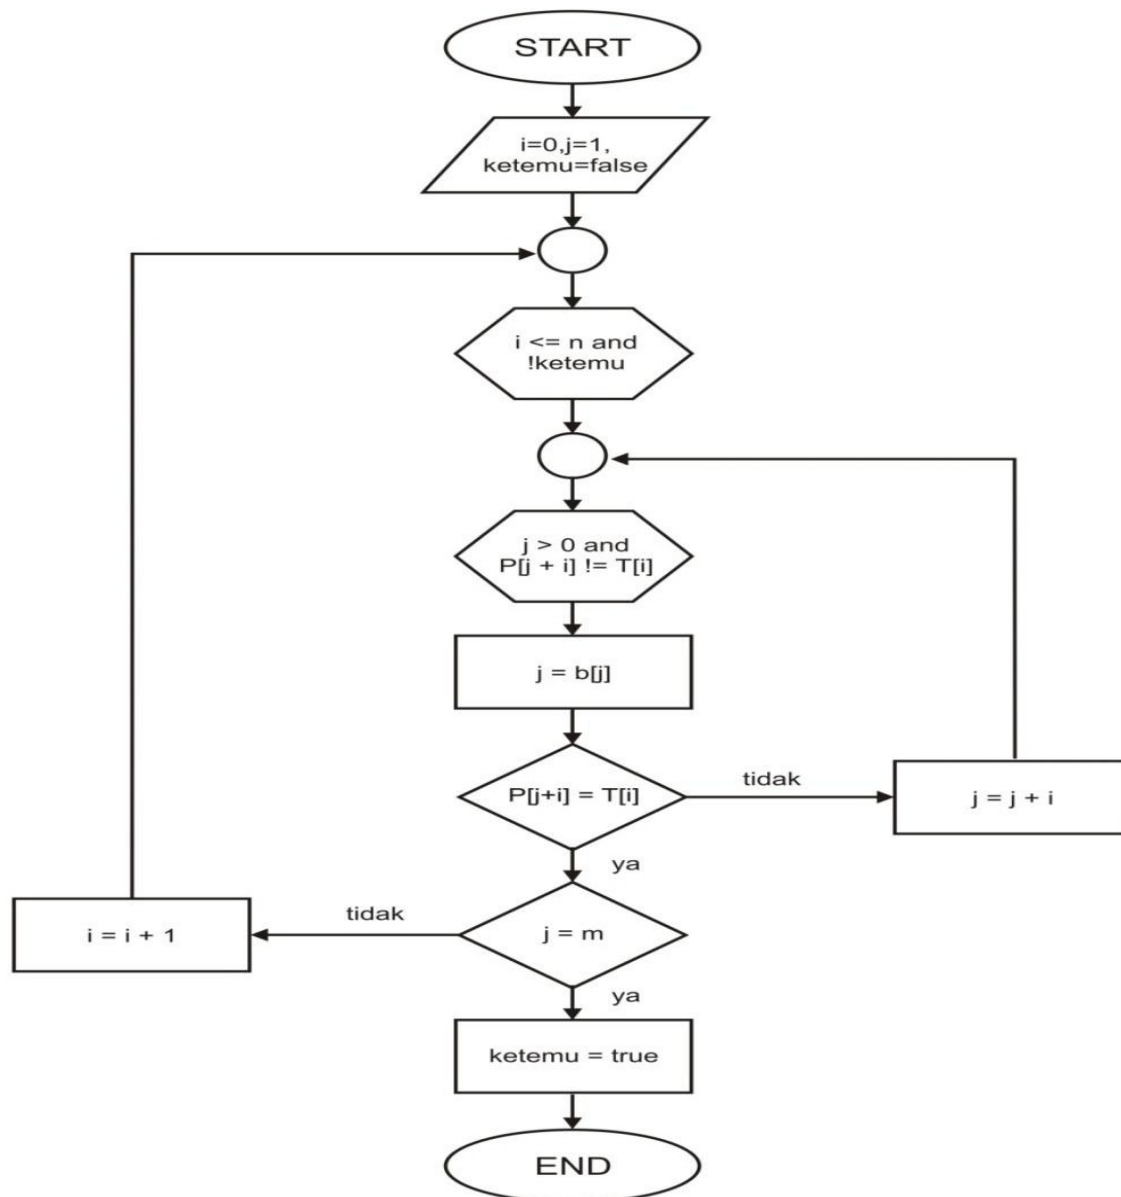 START
i=0,j=1,
ketemu=false
i <= n and
!ketemu
j > 0 and
P[j + i] != T[i]
j = b[j]
P[j+i] = T[i]
tidak
j = j + i
ya
j = m
tidak
i = i + 1
ya
ketemu = true
END